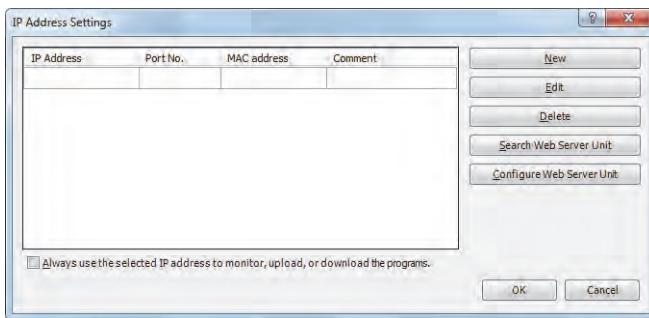 IP Address Settings
IP Address Port No. MAC address Comment
New
Edit
Delete
Search Web Server Unit
Configure Web Server Unit
Always use the selected IP address to monitor, upload, or download the programs.
OK Cancel